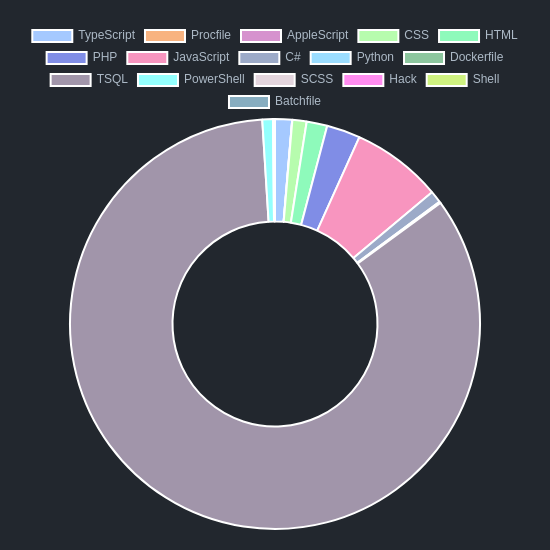 TypeScript Procfile AppleScript CSS HTML
PHP JavaScript C# Python Dockerfile
TSQL PowerShell SCSS Hack Shell
Batchfile